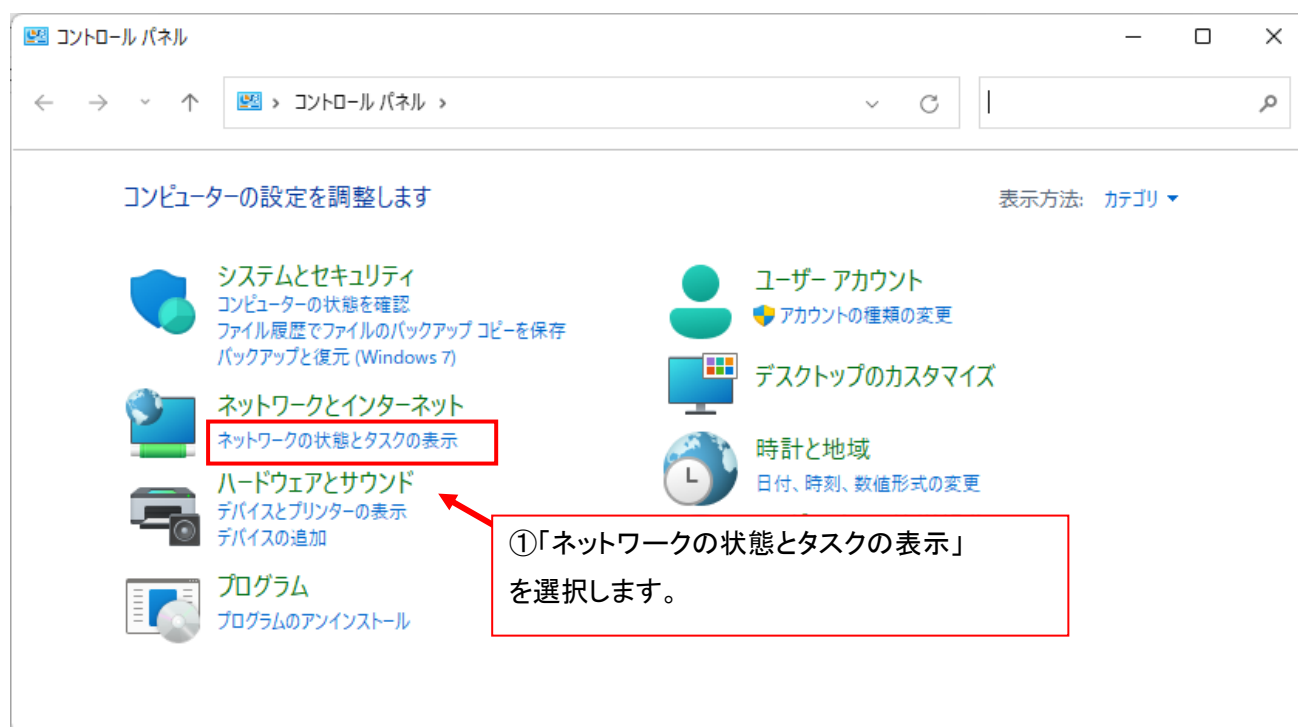 コントロール パネル
コントロール パネル
コンピューターの設定を調整します
表示方法: カテゴリ
システムとセキュリティ
コンピューターの状態を確認
ファイル履歴でファイルのバックアップ コピーを保存
バックアップと復元 (Windows 7)
ネットワークとインターネット
ネットワークの状態とタスクの表示
ハードウェアとサウンド
デバイスとプリンターの表示
デバイスの追加
プログラム
プログラムのアンインストール
ユーザー アカウント
アカウントの種類の変更
デスクトップのカスタマイズ
時計と地域
日付、時刻、数値形式の変更
①「ネットワークの状態とタスクの表示」
を選択します。